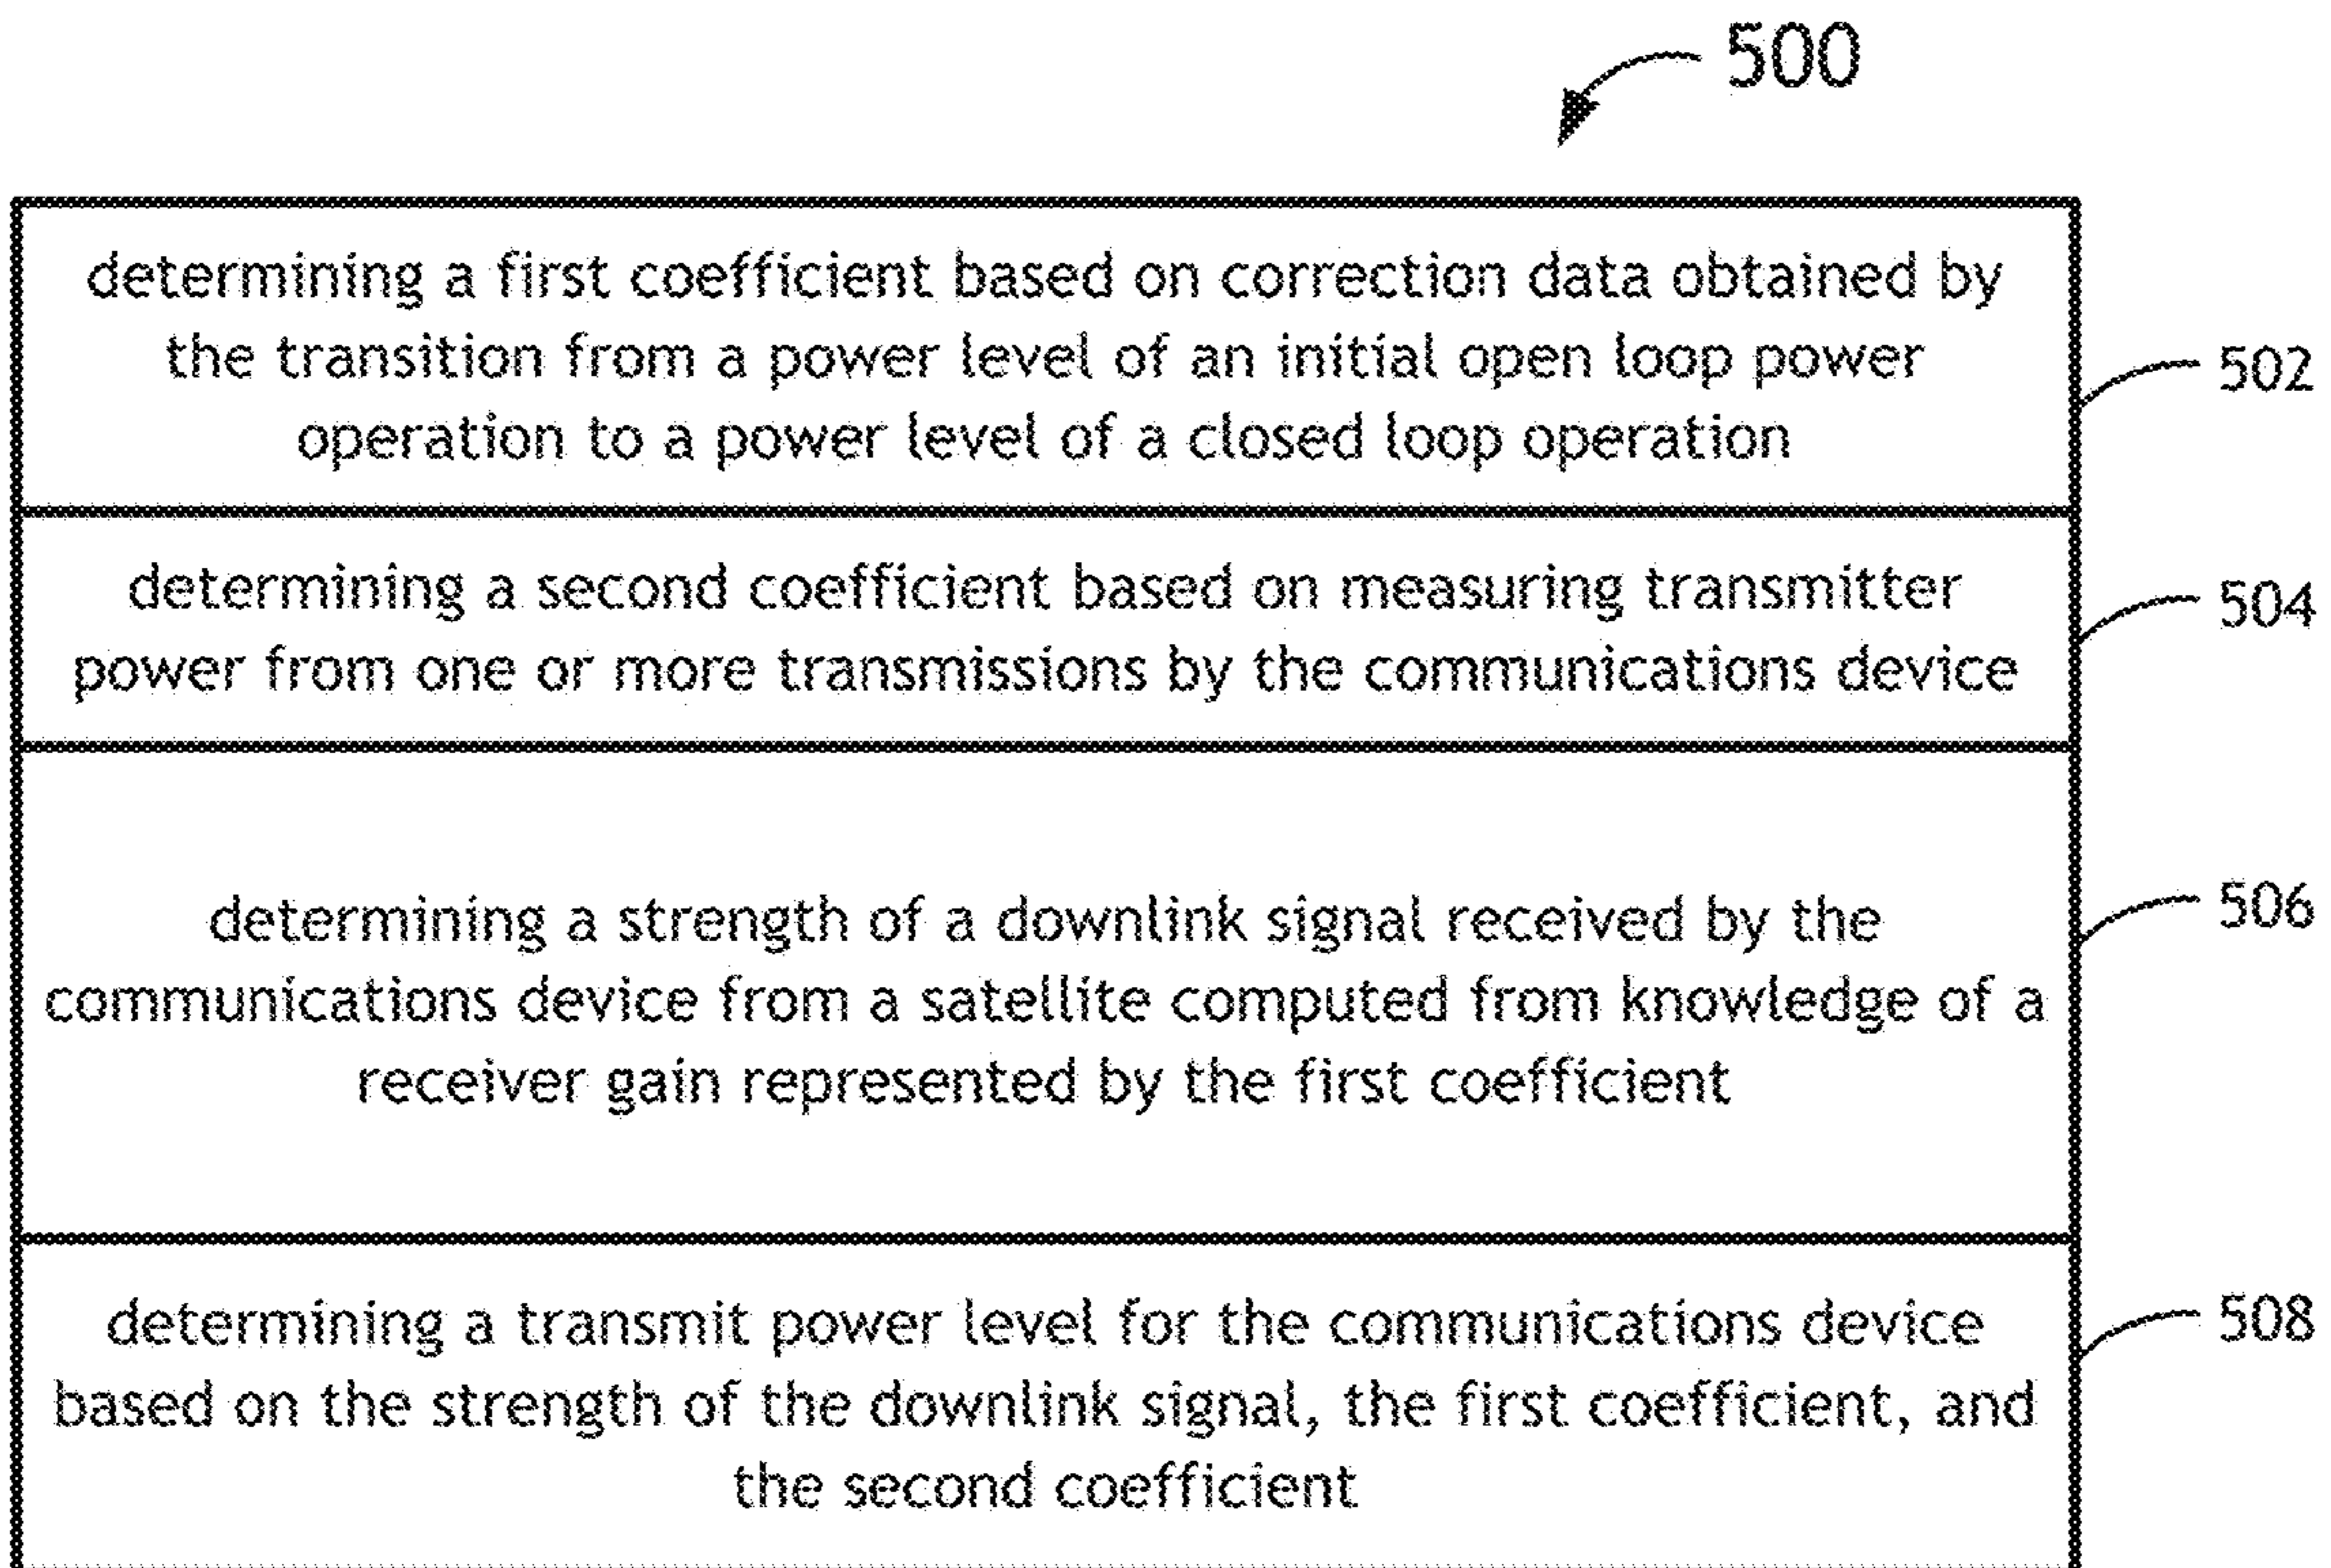 500
determining a first coefficient based on correction data obtained by
the transition from a power level of an initial open loop power
operation to a power level of a closed loop operation
502
determining a second coefficient based on measuring transmitter
power from one or more transmissions by the communications device
504
determining a strength of a downlink signal received by the
communications device from a satellite computed from knowledge of a
receiver gain represented by the first coefficient
506
determining a transmit power level for the communications device
based on the strength of the downlink signal, the first coefficient, and
the second coefficient
508